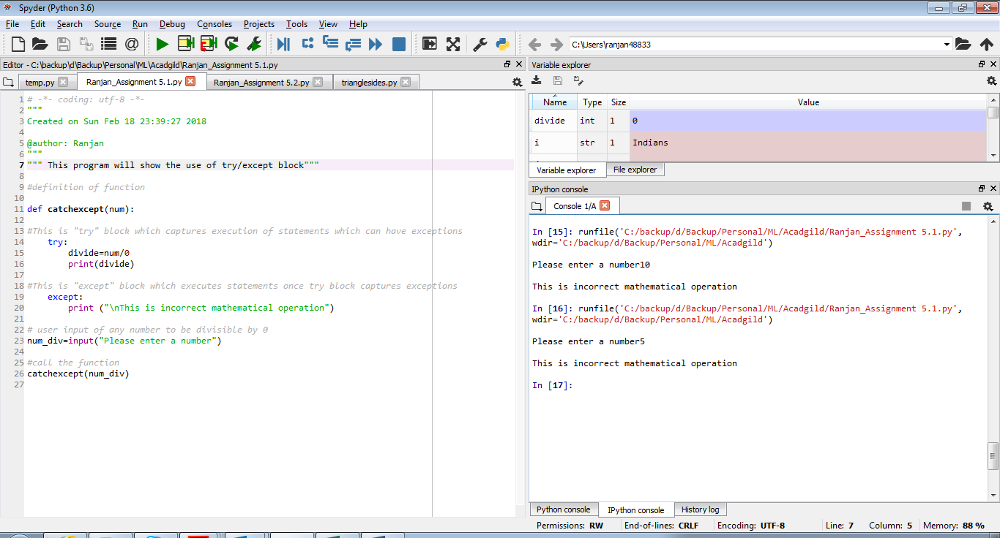 Spyder (Python 3.6)
File Edit Search Source Run Debug Consoles Projects Tools View Help
C:\Users\ranjan48833
Editor - C:\backup\d\Backup\Personal\ML\Acadgild\Ranjan_Assignment 5.1.py
temp.py Ranjan_Assignment 5.1.py Ranjan_Assignment 5.2.py trianglesides.py
1 # -*- coding: utf-8 -*-
2 """
3 Created on Sun Feb 18 23:39:27 2018
4
5 @author: Ranjan
6 """
7 """ This program will show the use of try/except block"""
8
9 #definition of function
10
11 def catchexcept(num):
12
13 #This is "try" block which captures execution of statements which can have exceptions
14     try:
15         divide=num/0
16         print(divide)
17
18 #This is "except" block which executes statements once try block captures exceptions
19     except:
20         print ("\nThis is incorrect mathematical operation")
21
22 # user input of any number to be divisible by 0
23 num_div=input("Please enter a number")
24
25 #call the function
26 catchexcept(num_div)
27
Variable explorer
Name Type Size Value
divide int 1 0
i str 1 Indians
Variable explorer File explorer
IPython console
Console 1/A
In [15]: runfile('C:/backup/d/Backup/Personal/ML/Acadgild/Ranjan_Assignment 5.1.py',
wdir='C:/backup/d/Backup/Personal/ML/Acadgild')
Please enter a number10
This is incorrect mathematical operation
In [16]: runfile('C:/backup/d/Backup/Personal/ML/Acadgild/Ranjan_Assignment 5.1.py',
wdir='C:/backup/d/Backup/Personal/ML/Acadgild')
Please enter a number5
This is incorrect mathematical operation
In [17]:
Python console IPython console History log
Permissions: RW End-of-lines: CRLF Encoding: UTF-8 Line: 7 Column: 5 Memory: 88 %